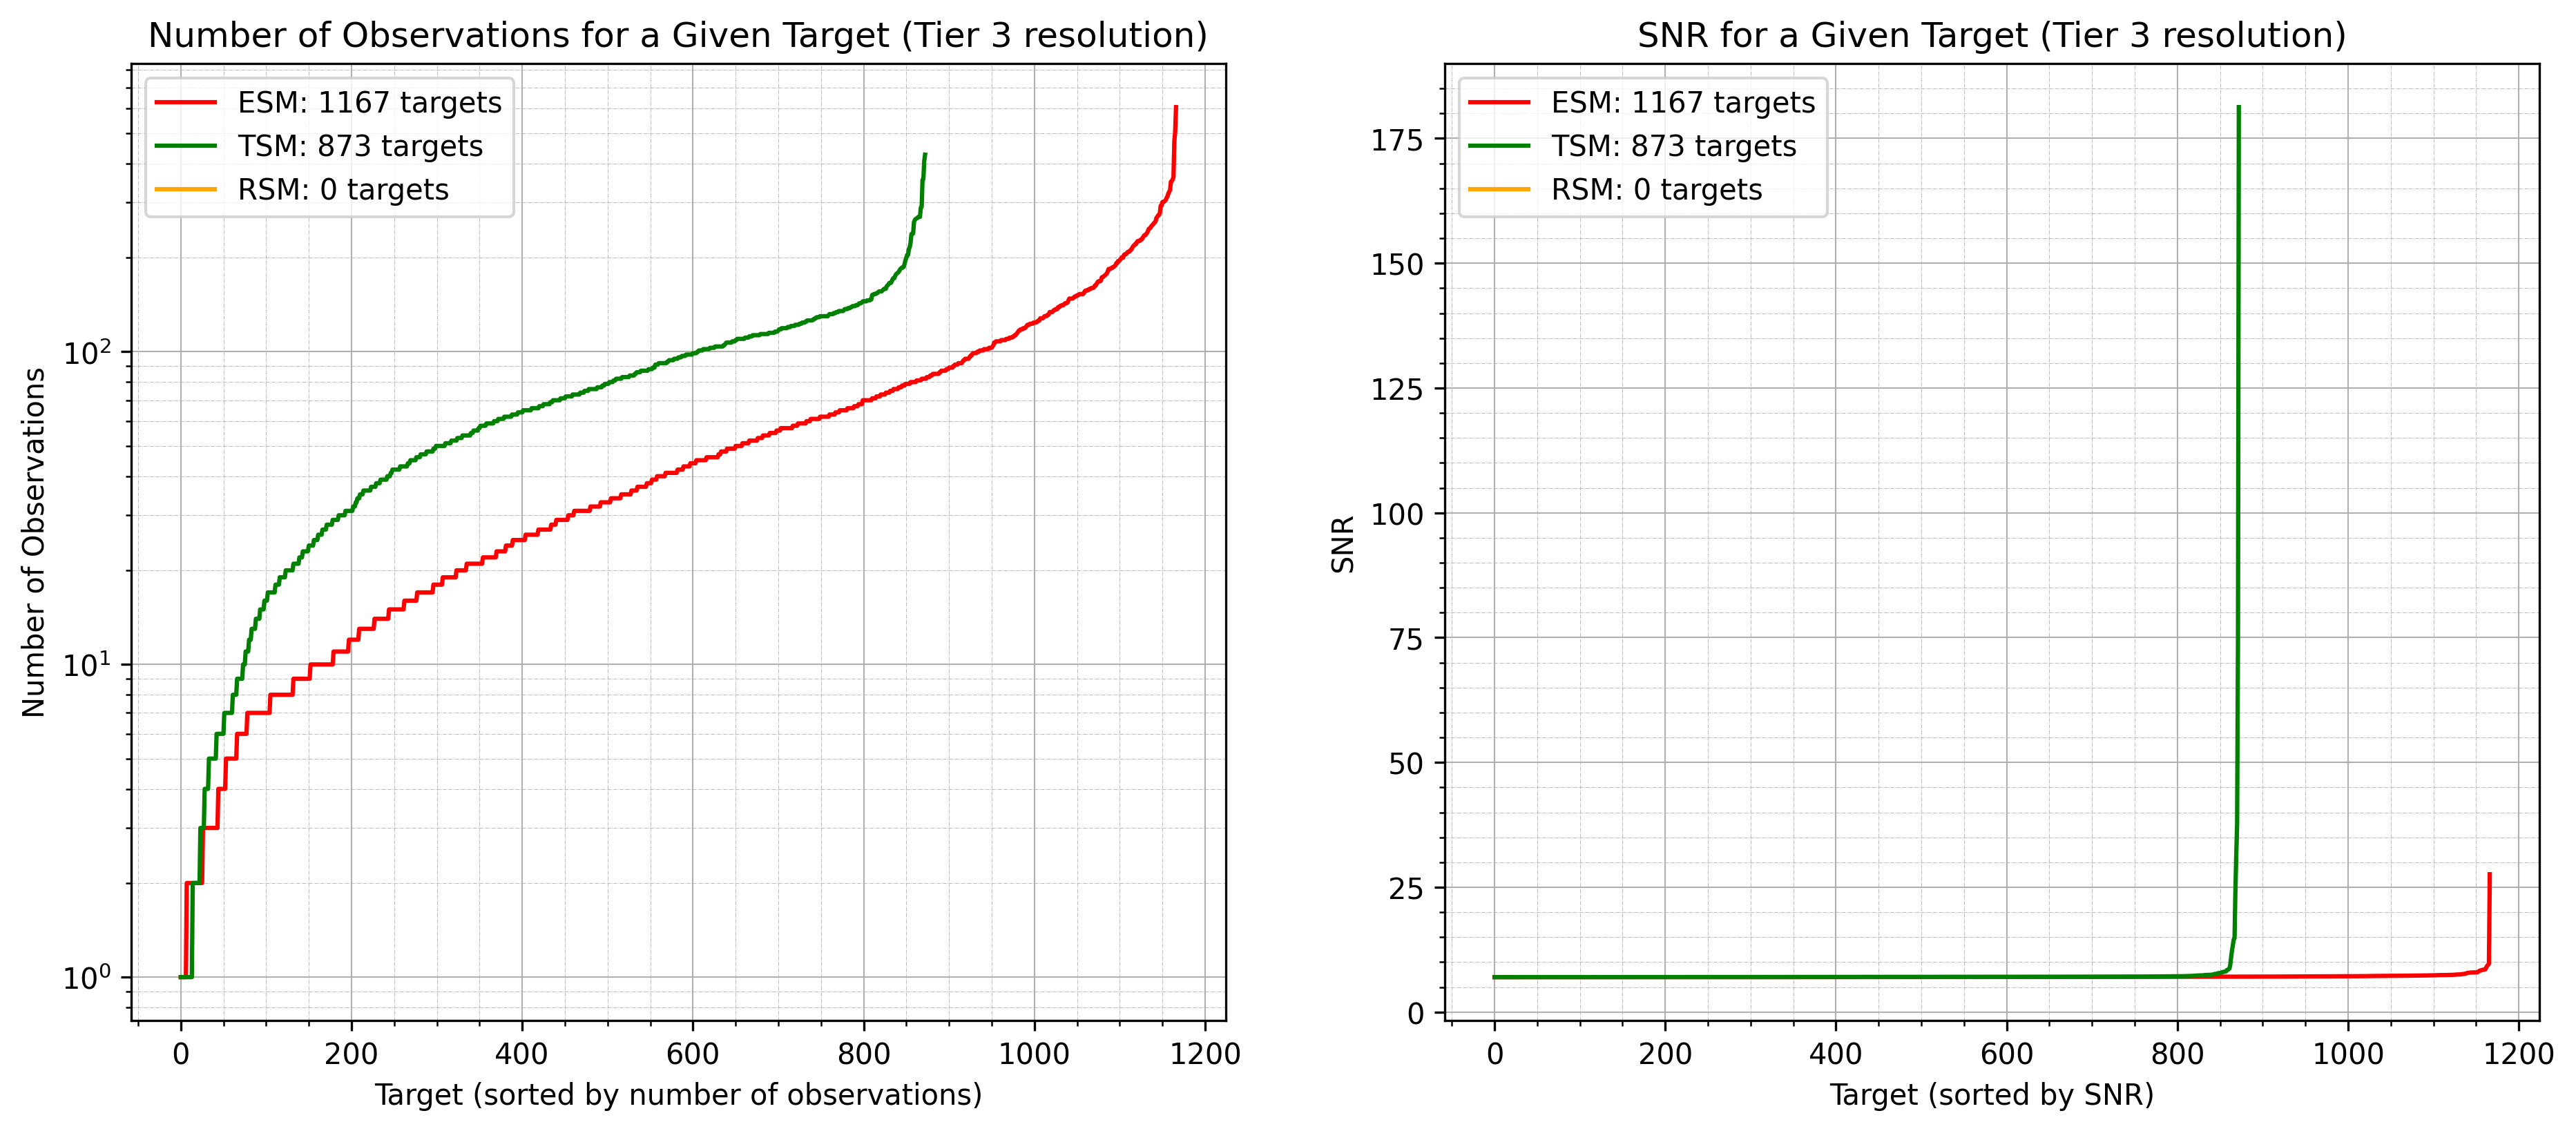 Number of Observations for a Given Target (Tier 3 resolution)
ESM: 1167 targets
TSM: 873 targets
RSM: 0 targets
Number of Observations
10²
10¹
10⁰
0 200 400 600 800 1000 1200
Target (sorted by number of observations)
SNR for a Given Target (Tier 3 resolution)
ESM: 1167 targets
TSM: 873 targets
RSM: 0 targets
SNR
175
150
125
100
75
50
25
0
0 200 400 600 800 1000 1200
Target (sorted by SNR)